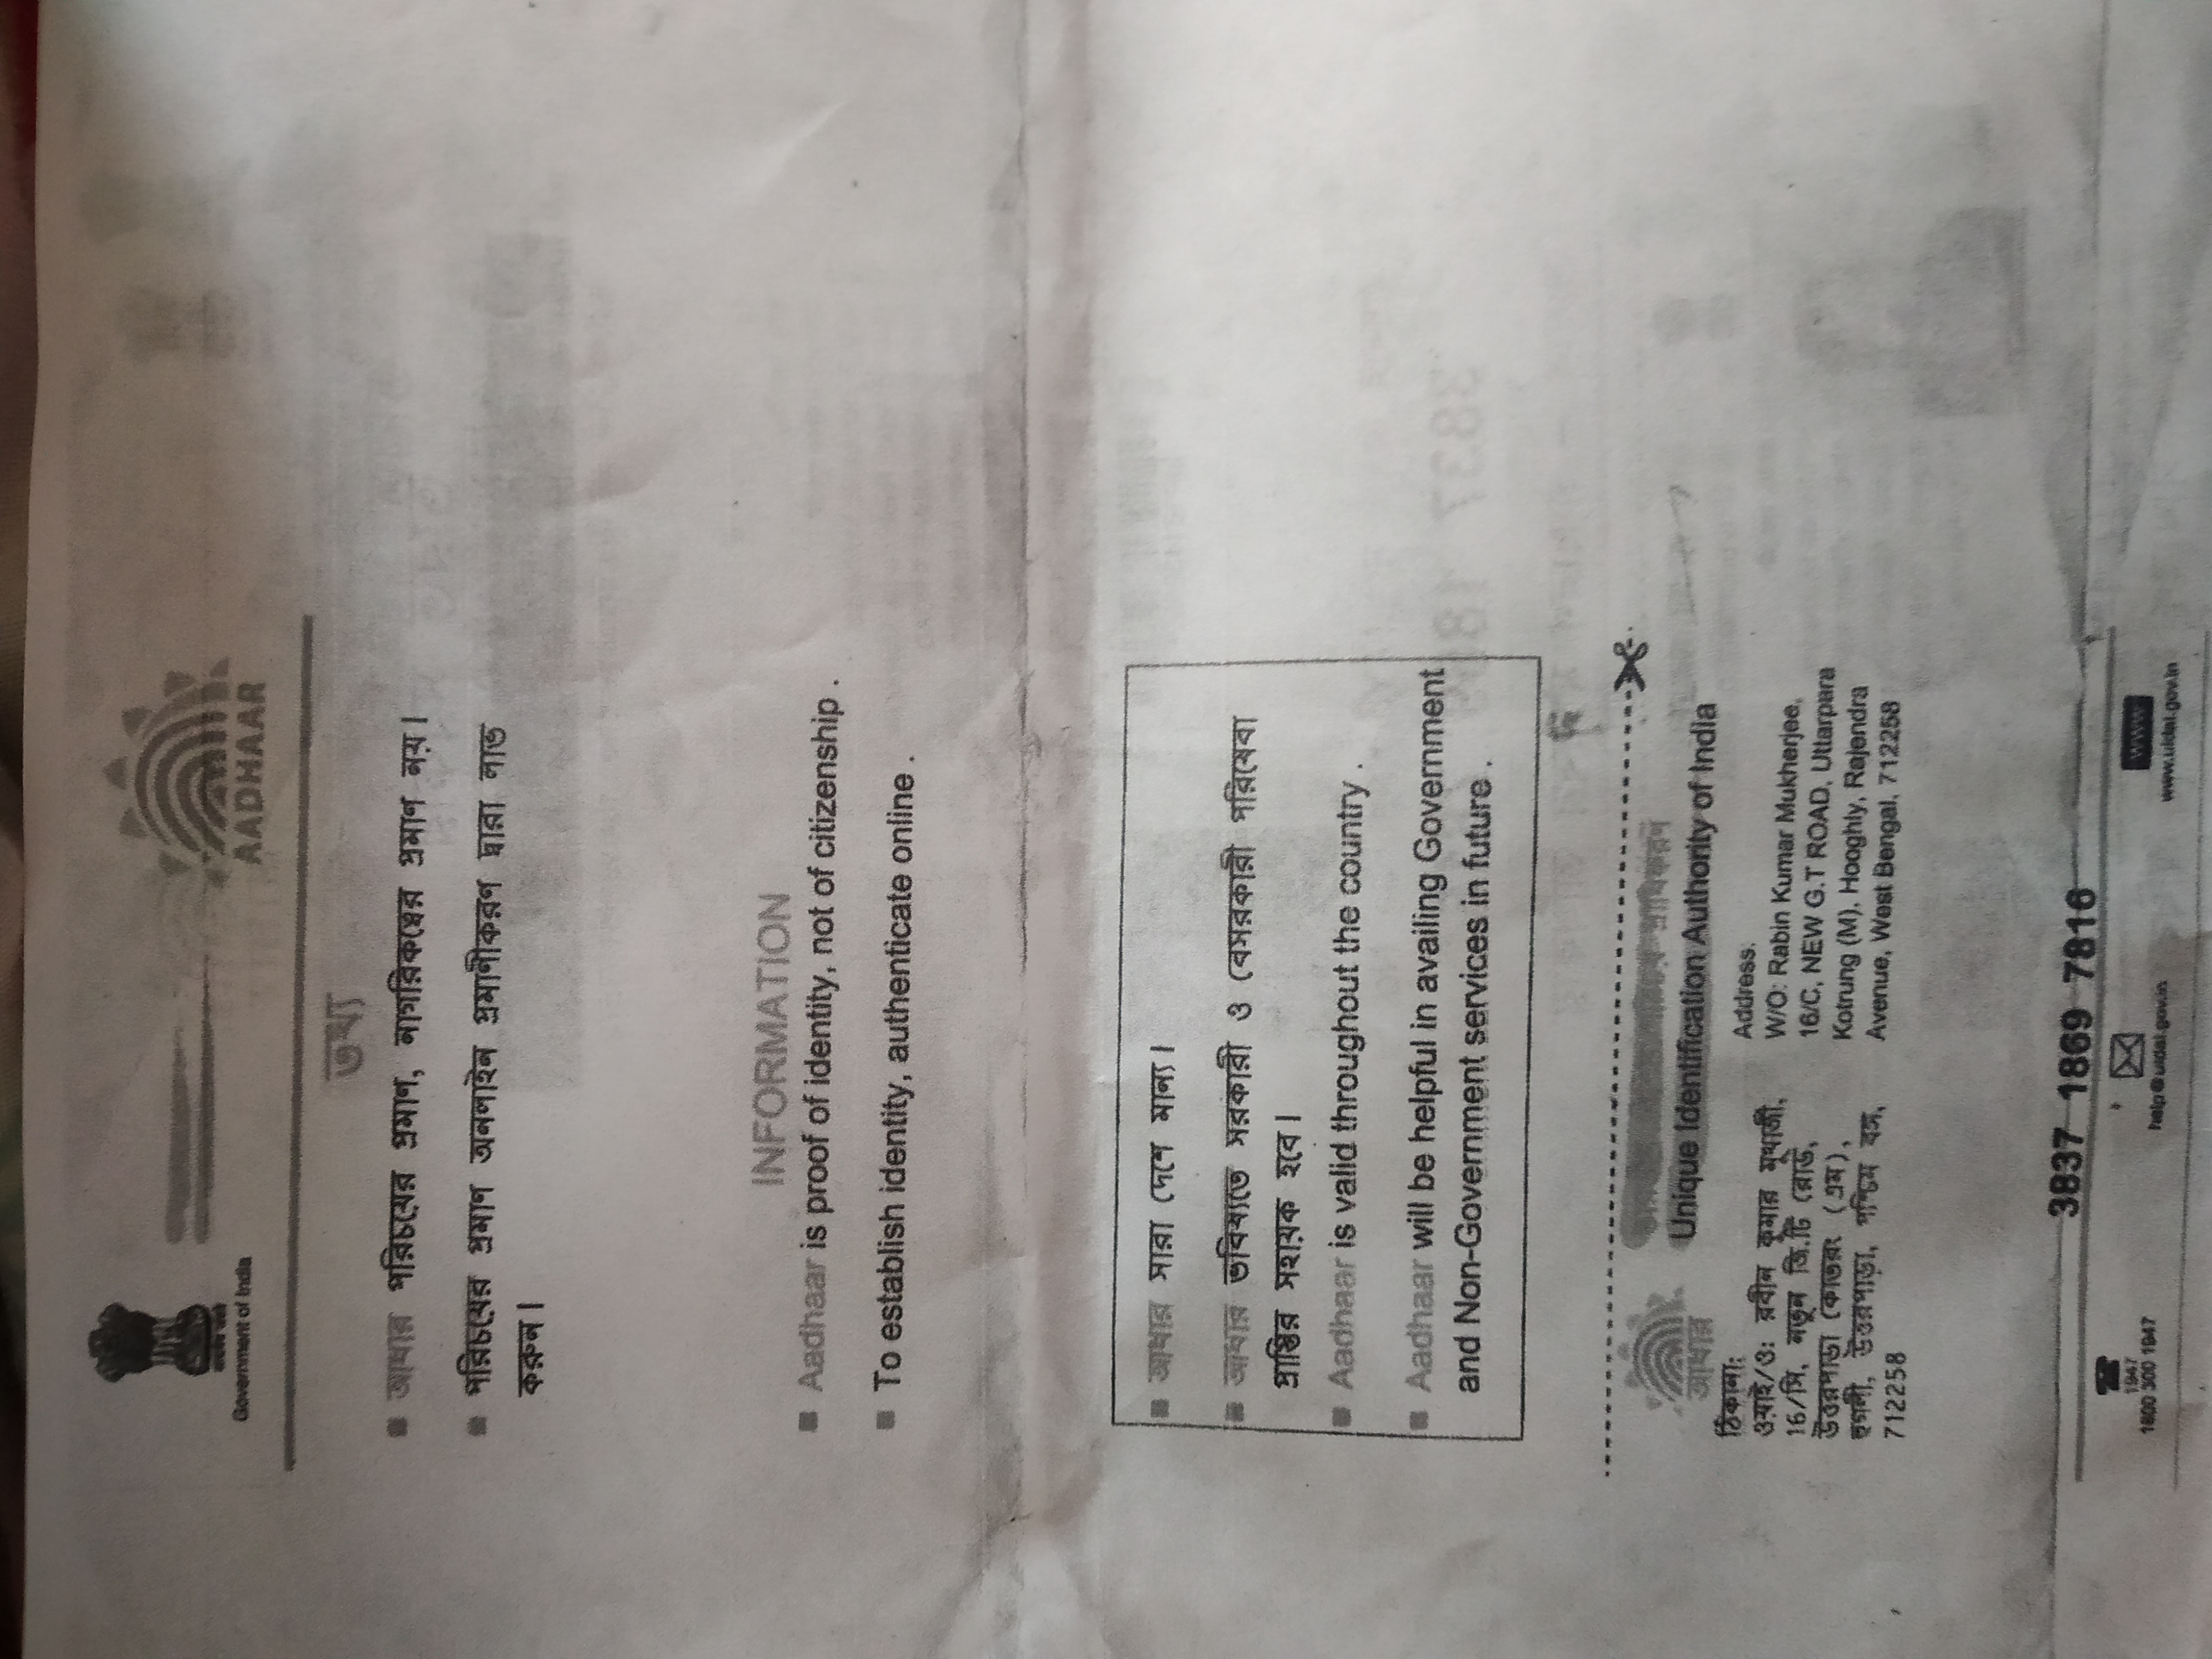 Government of India
AADHAAR
তথ্য
আধার পরিচয়ের প্রমাণ, নাগরিকত্বের প্রমাণ নয়।
পরিচয়ের প্রমাণ অনলাইন প্রমাণীকরণ দ্বারা লাভ
করুন।
INFORMATION
Aadhaar is proof of identity, not of citizenship .
To establish identity, authenticate online .
আধার সারা দেশে মান্য।
আধার ভবিষ্যতে সরকারী ও বেসরকারী পরিষেবা
প্রাপ্তির সহায়ক হবে।
Aadhaar is valid throughout the country .
Aadhaar will be helpful in availing Government
and Non-Government services in future .
আধার
প্রাধিকরণ
Unique Identification Authority of India
ঠিকানা:
ওয়াই/ও: রবীন কুমার মুখার্জী,
16/সি, নতুন জি.টি রোড,
উত্তরপাড়া কোতরং (এম),
হুগলী, উত্তরপাড়া, পশ্চিম বঙ্গ,
712258
Address:
W/O: Rabin Kumar Mukherjee,
16/C, NEW G.T ROAD, Uttarpara
Kotrung (M), Hooghly, Rajendra
Avenue, West Bengal, 712258
3837 1869 7816
1947
1800 300 1947
help@uidai.gov.in
www
www.uidai.gov.in